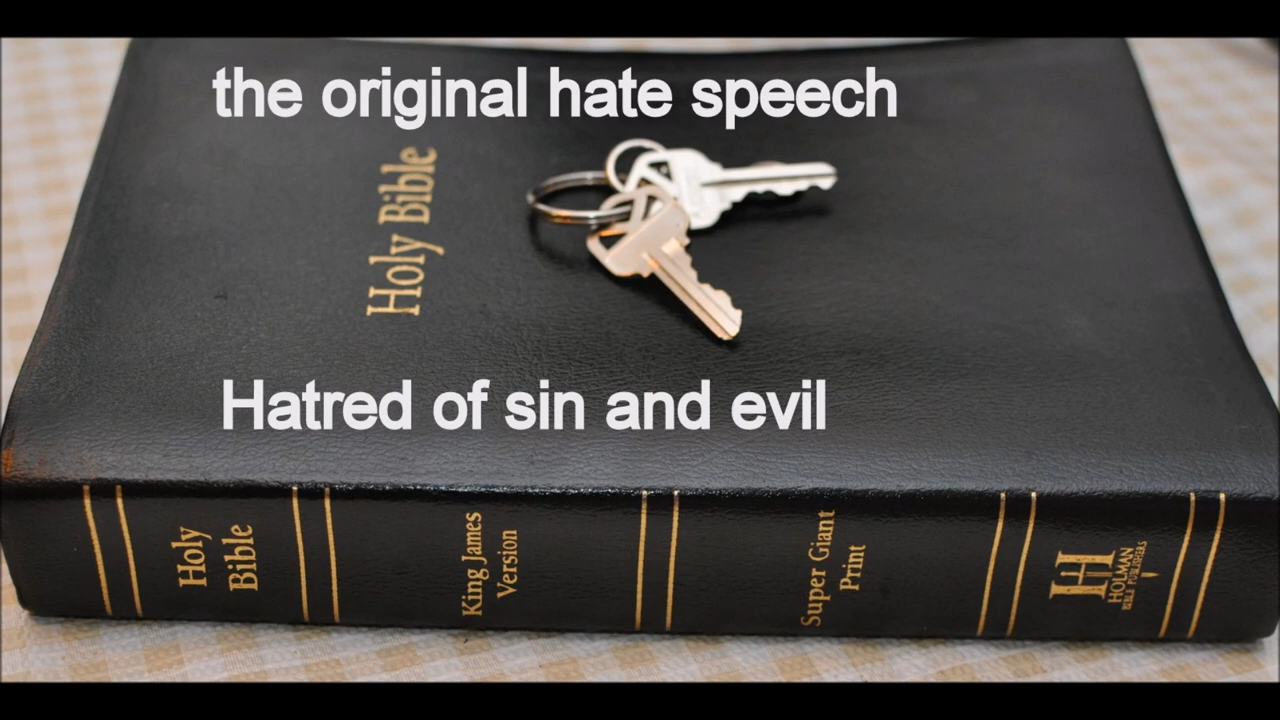 the original hate speech
Holy Bible
Hatred of sin and evil
Holy
Bible
King James
Version
Super Giant
Print
HOLMAN
BIBLE PUBLISHERS